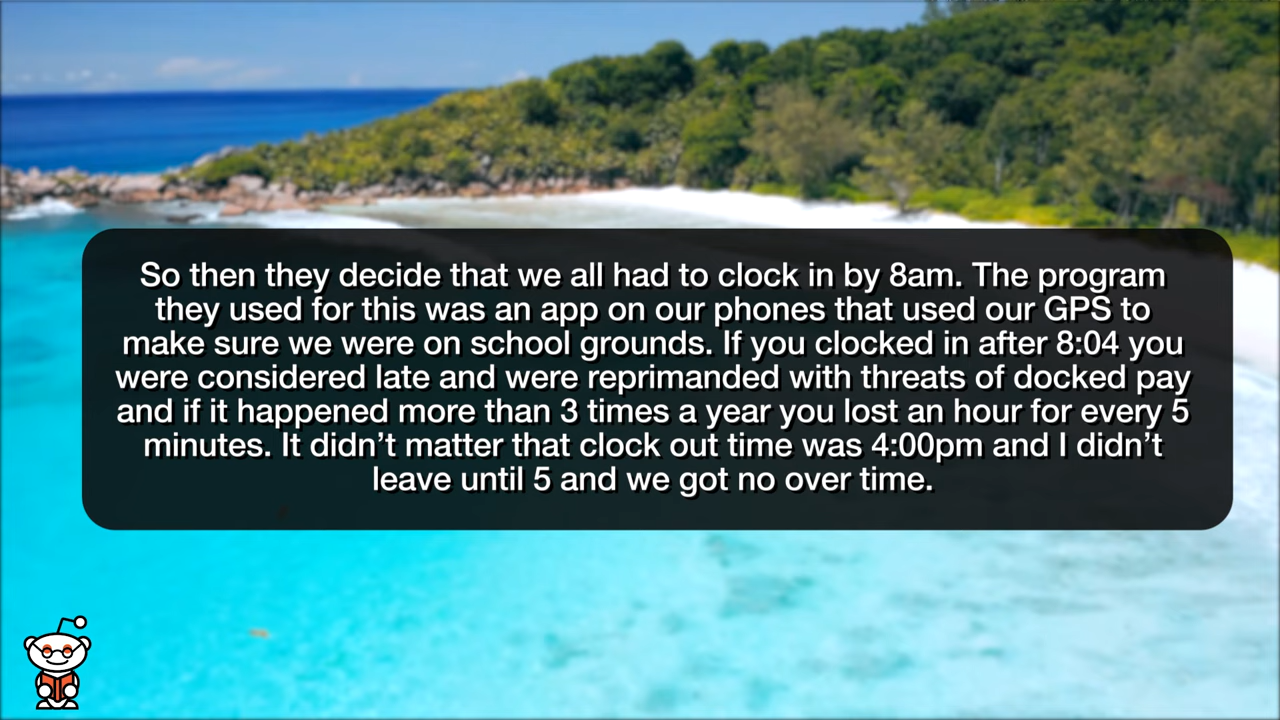 So then they decide that we all had to clock in by 8am. The program
they used for this was an app on our phones that used our GPS to
make sure we were on school grounds. If you clocked in after 8:04 you
were considered late and were reprimanded with threats of docked pay
and if it happened more than 3 times a year you lost an hour for every 5
minutes. It didn’t matter that clock out time was 4:00pm and I didn’t
leave until 5 and we got no over time.